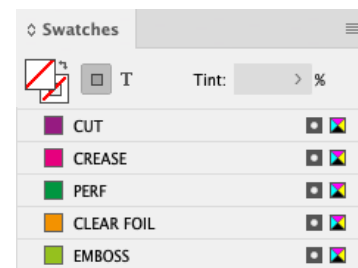 Swatches
T Tint: %
CUT
CREASE
PERF
CLEAR FOIL
EMBOSS